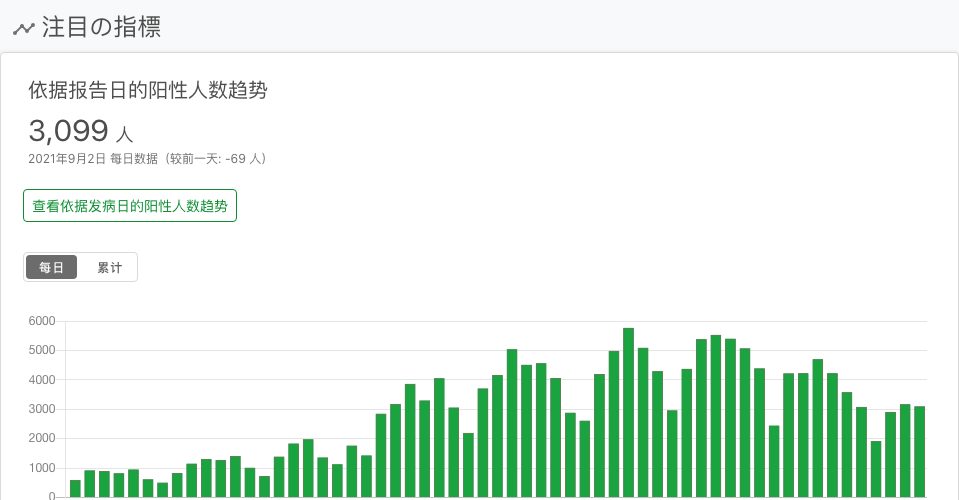 注目の指標
依据报告日的阳性人数趋势
3,099 人
2021年9月2日 每日数据（较前一天: -69 人）
查看依据发病日的阳性人数趋势
每日 累计
6000
5000
4000
3000
2000
1000
0